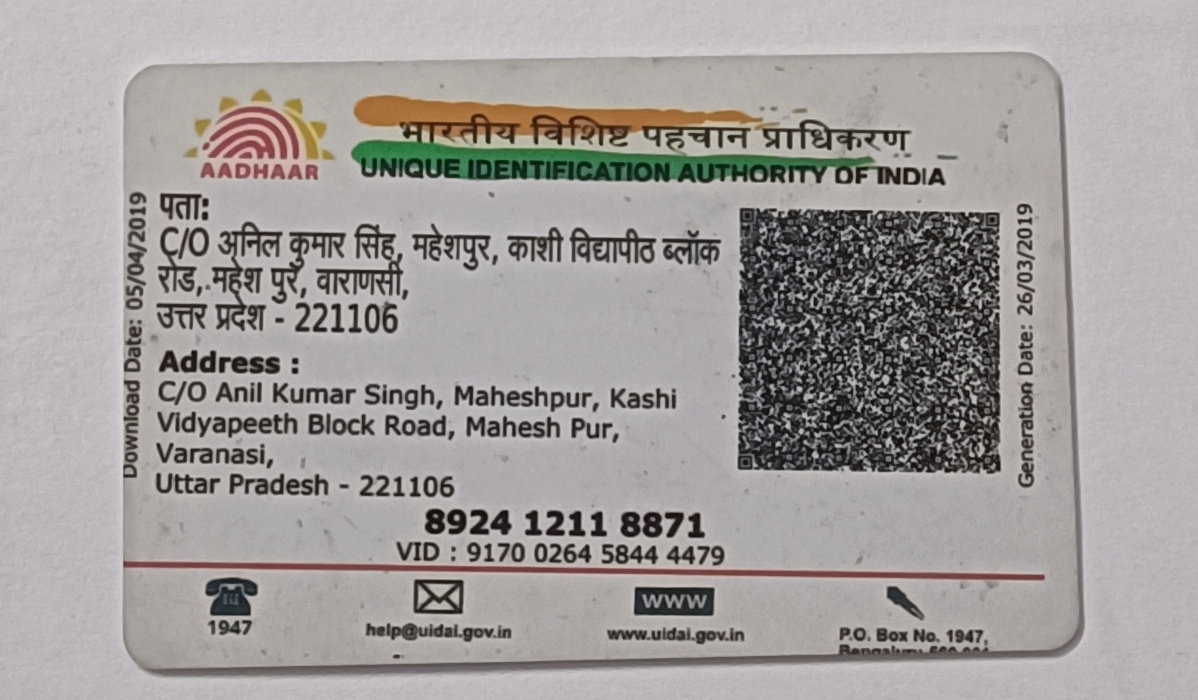 भारतीय विशिष्ट पहचान प्राधिकरण
AADHAAR
UNIQUE IDENTIFICATION AUTHORITY OF INDIA
Download Date: 05/04/2019
पता:
C/O अनिल कुमार सिंह, महेशपुर, काशी विद्यापीठ ब्लॉक
रोड, महेश पुर, वाराणसी,
उत्तर प्रदेश - 221106
Address :
C/O Anil Kumar Singh, Maheshpur, Kashi
Vidyapeeth Block Road, Mahesh Pur,
Varanasi,
Uttar Pradesh - 221106
Generation Date: 26/03/2019
8924 1211 8871
VID : 9170 0264 5844 4479
1947
help@uidai.gov.in
WWW
www.uidai.gov.in
P.O. Box No. 1947,
Bengaluru